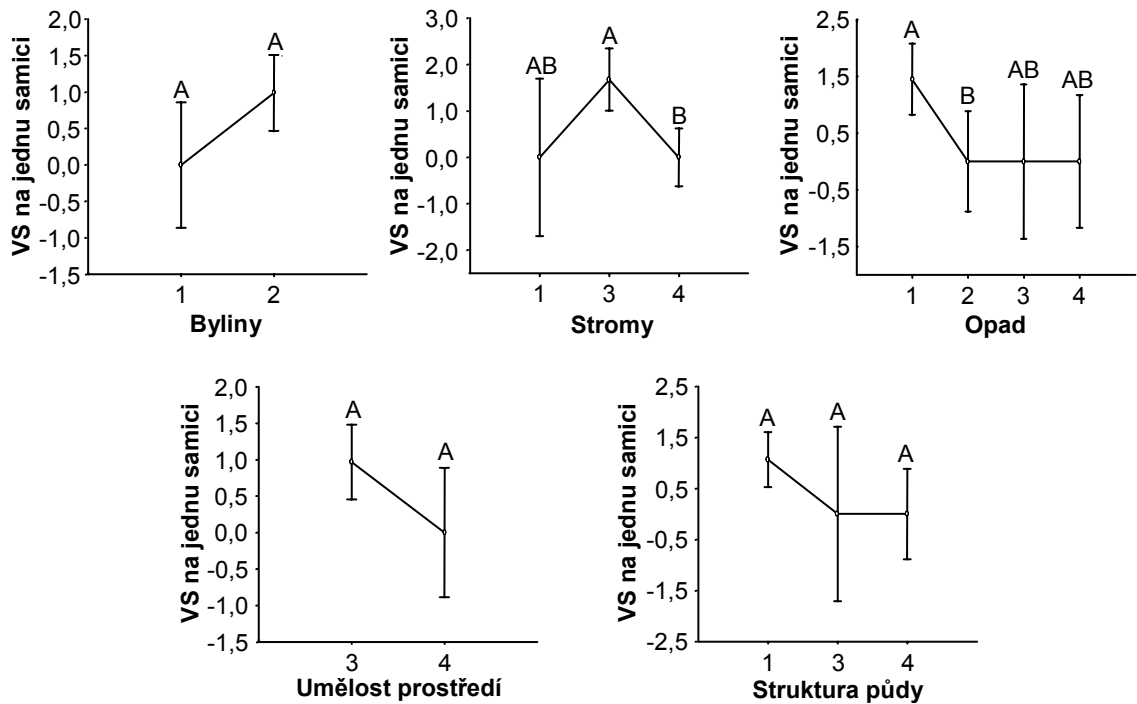 VS na jednu samici
2,0
1,5
1,0
0,5
0,0
-0,5
-1,0
-1,5
A
A
1 2
Byliny
VS na jednu samici
3,0
2,0
1,0
0,0
-1,0
-2,0
AB
A
B
1 3 4
Stromy
VS na jednu samici
2,5
1,5
0,5
-0,5
-1,5
A
B
AB
AB
1 2 3 4
Opad
VS na jednu samici
2,0
1,5
1,0
0,5
0,0
-0,5
-1,0
-1,5
A
A
3 4
Umělost prostředí
VS na jednu samici
2,5
1,5
0,5
-0,5
-1,5
-2,5
A
A
A
1 3 4
Struktura půdy